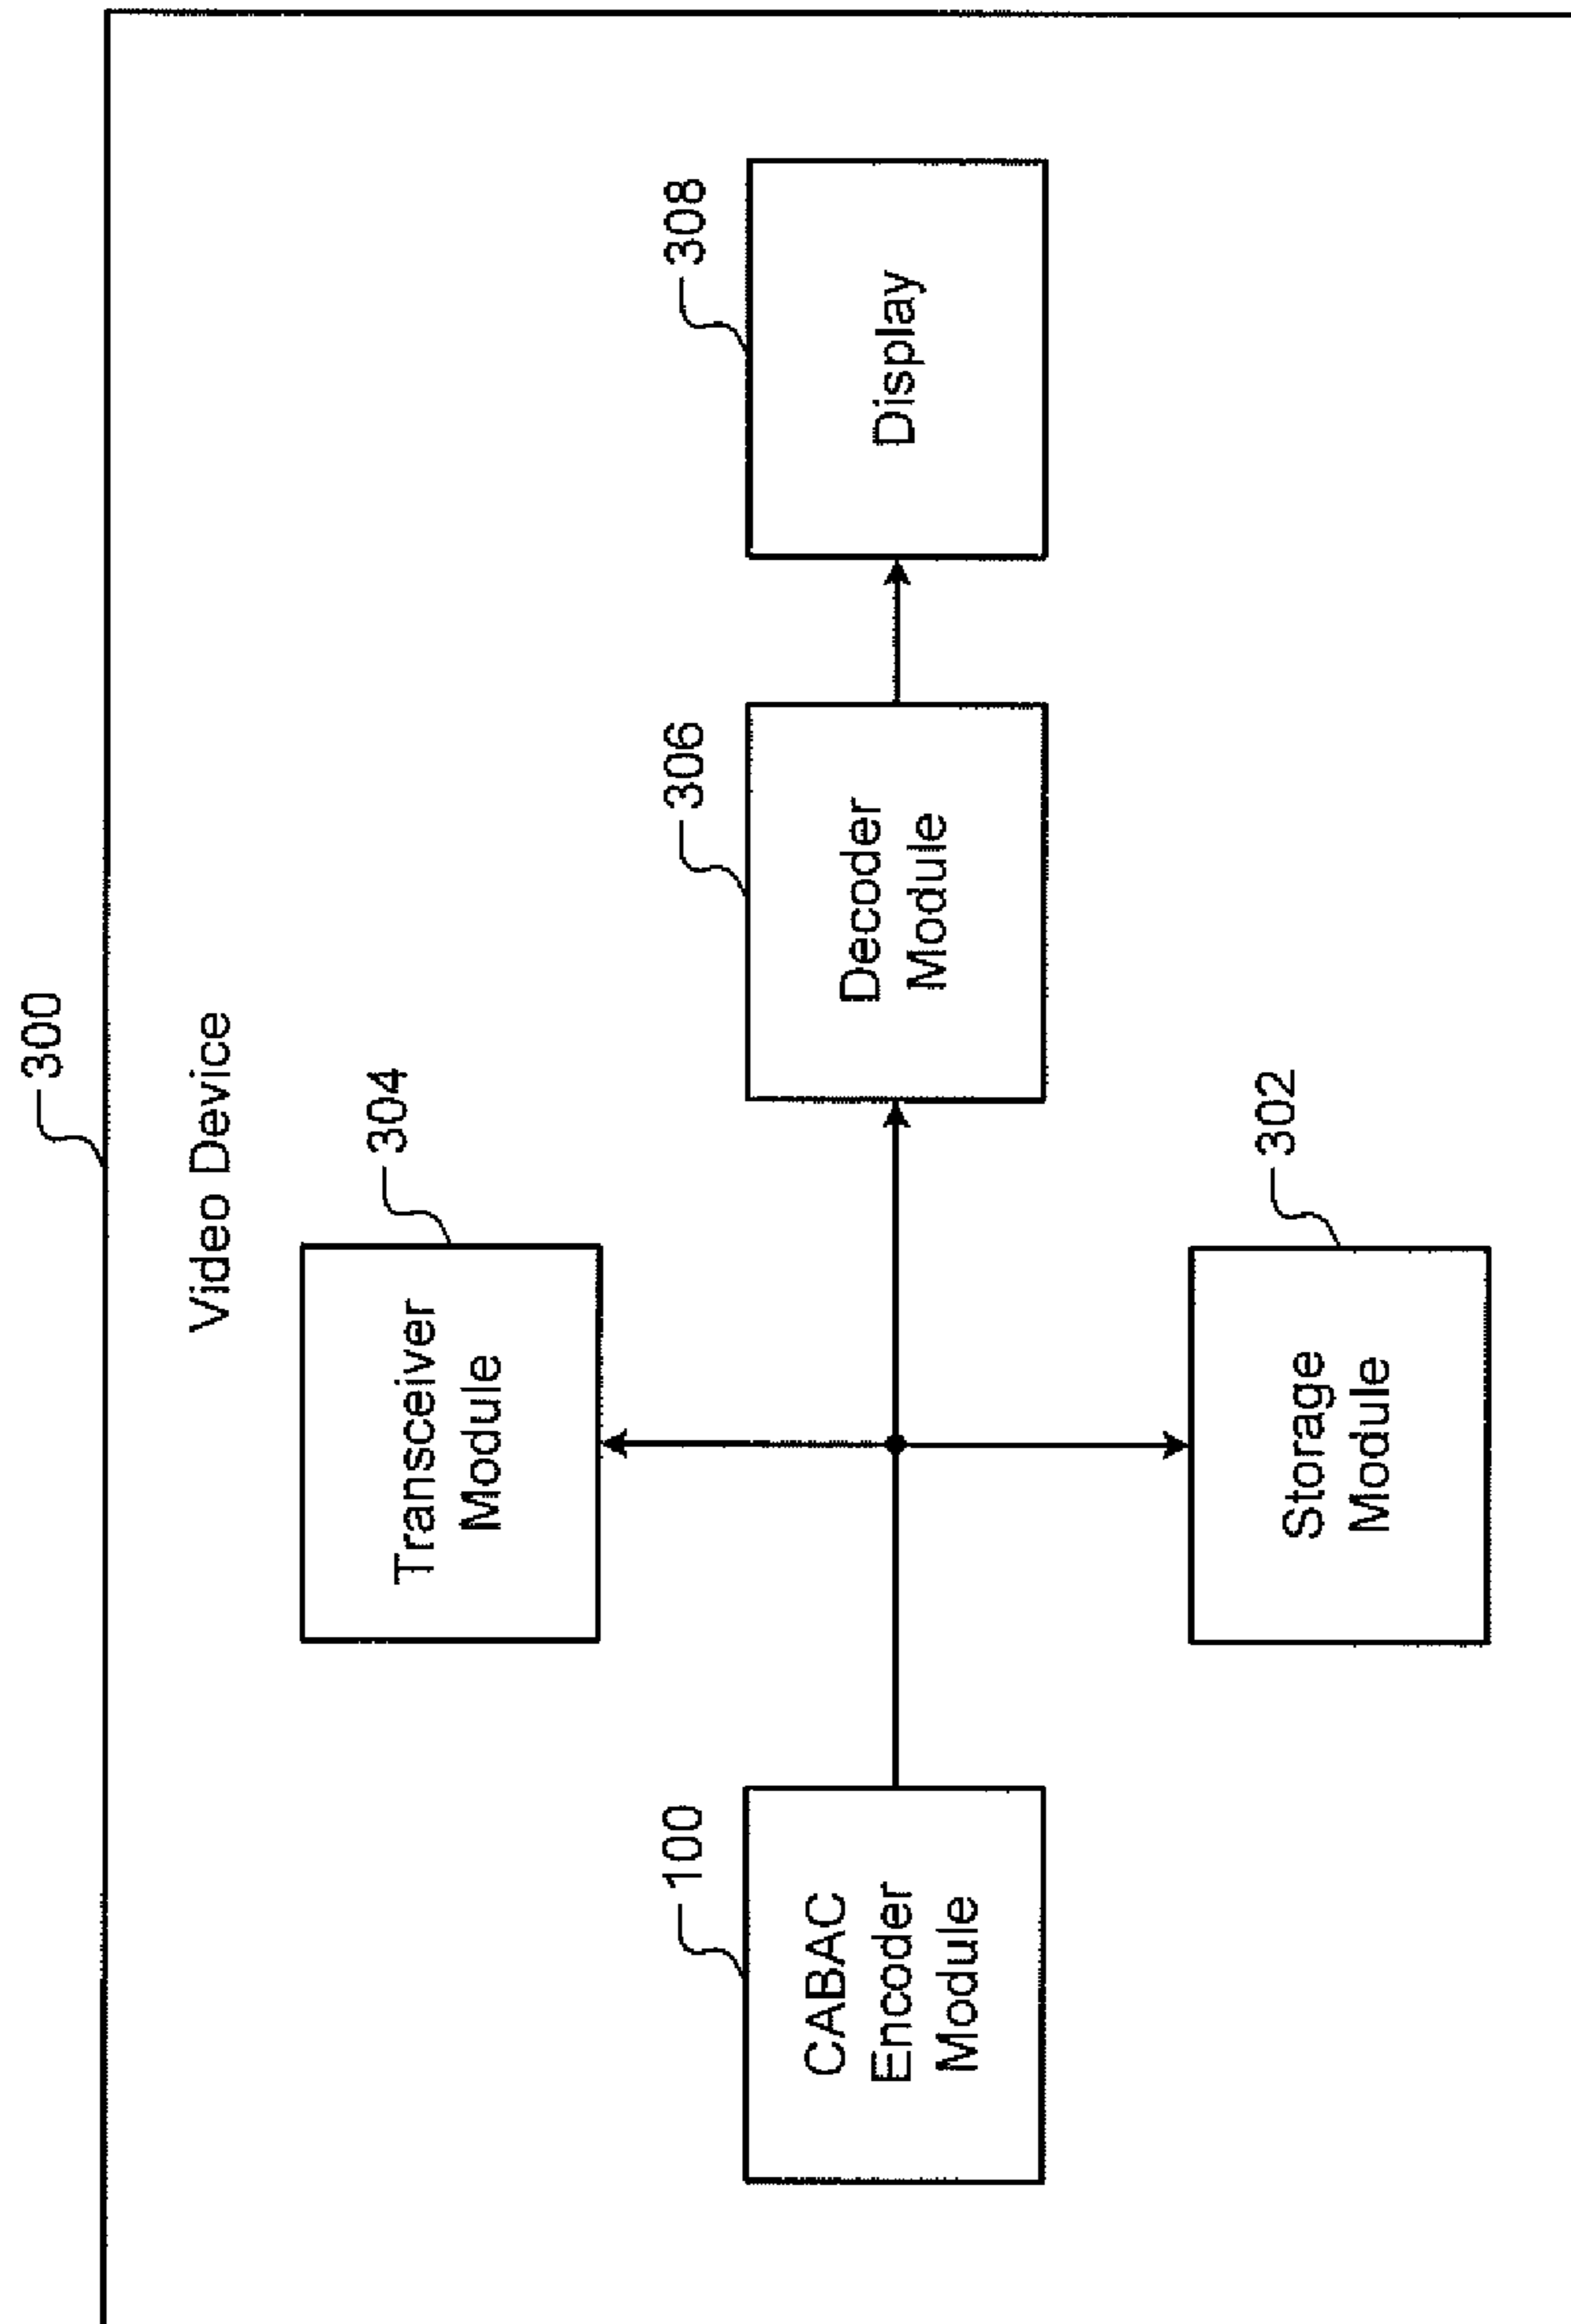 300
Video Device
304
Transceiver
Module
100
CABAC
Encoder
Module
306
Decoder
Module
308
Display
302
Storage
Module